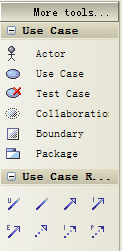 More tools...
Use Case
Actor
Use Case
Test Case
Collaboration
Boundary
Package
Use Case R...
U
E